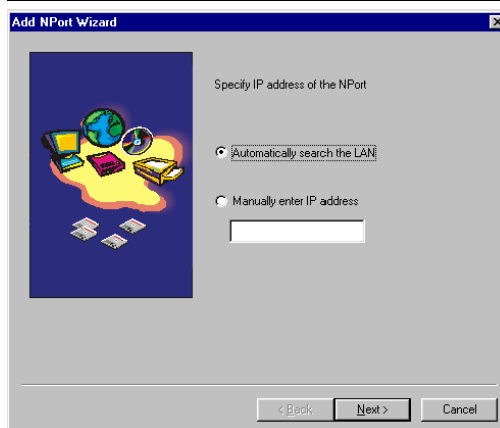 Add NPort Wizard
Specify IP address of the NPort
Automatically search the LAN
Manually enter IP address
< Back
Next >
Cancel